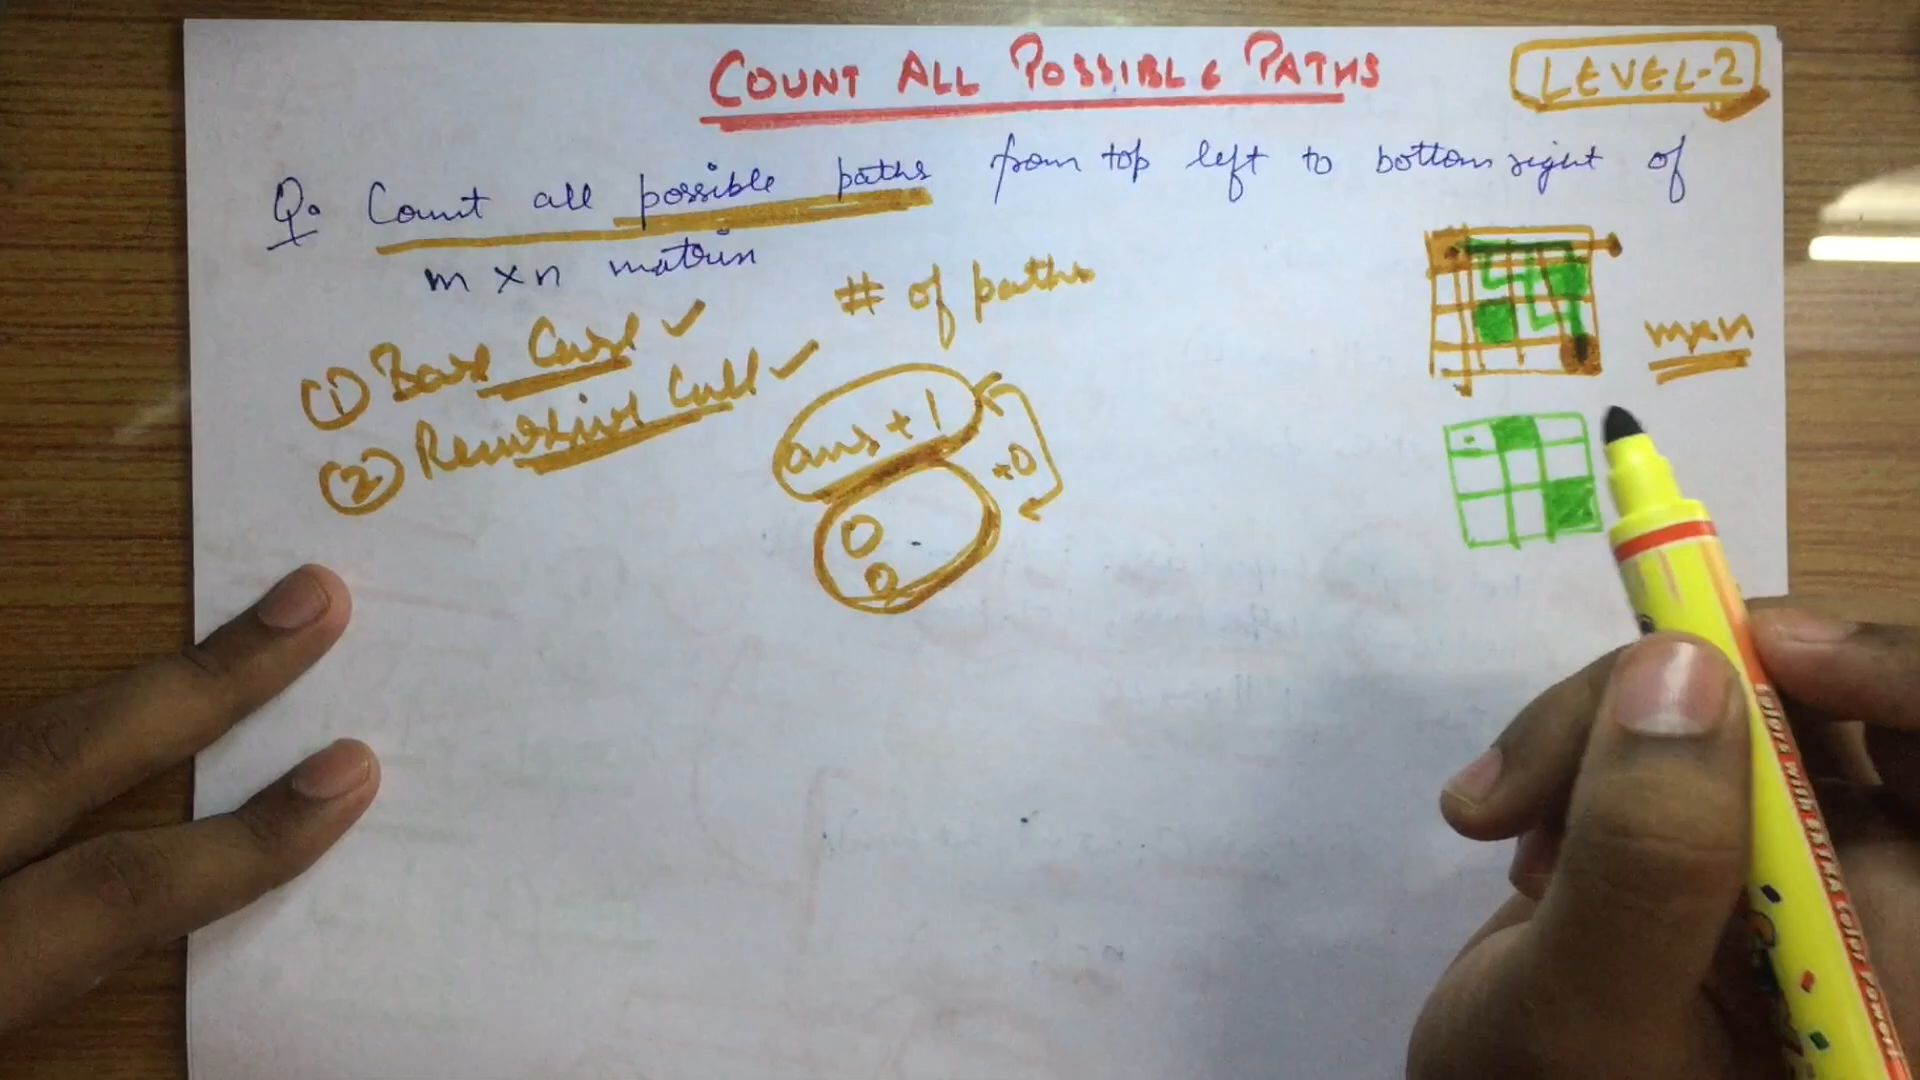 COUNT ALL POSSIBLE PATHS
LEVEL-2
Q. Count all possible paths from top left to bottom right of
m x n matrix
# of paths
(1) Base Case ✓
(2) Recursive Call ✓
ans + 1
+0
0
0
mxn